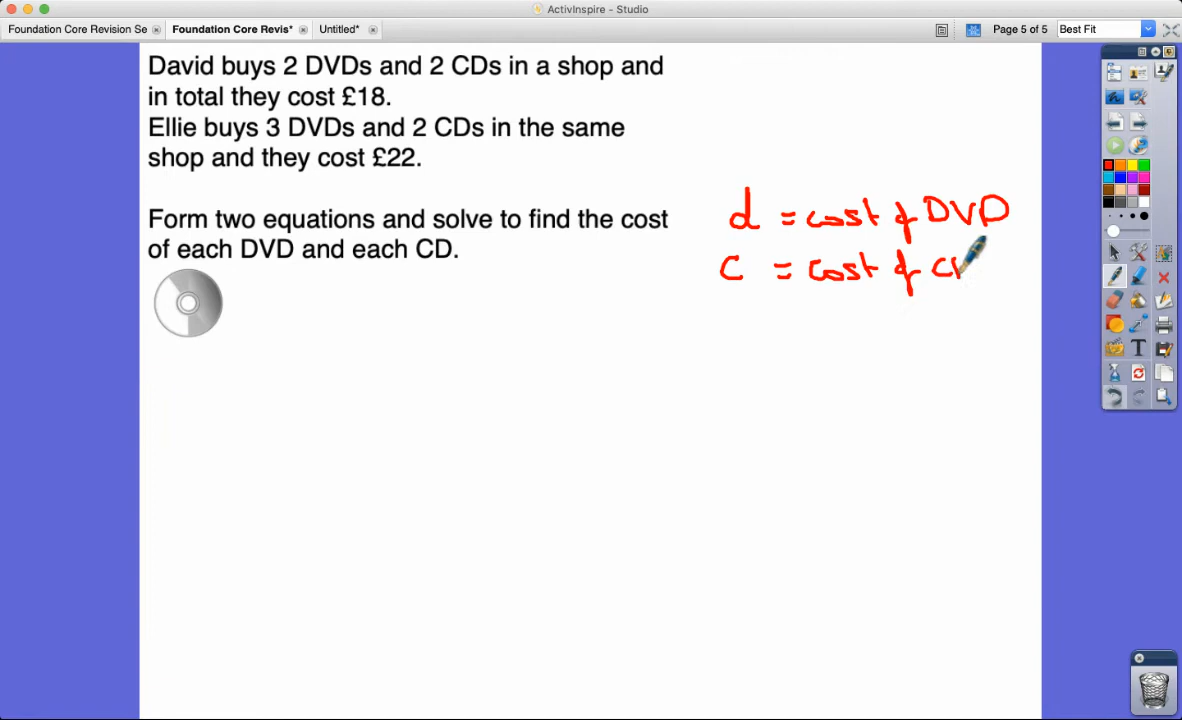 ActivInspire - Studio
Foundation Core Revision Se
Foundation Core Revis*
Untitled*
Page 5 of 5
Best Fit
David buys 2 DVDs and 2 CDs in a shop and
in total they cost £18.
Ellie buys 3 DVDs and 2 CDs in the same
shop and they cost £22.
Form two equations and solve to find the cost
of each DVD and each CD.
d = cost of DVD
c = cost of C